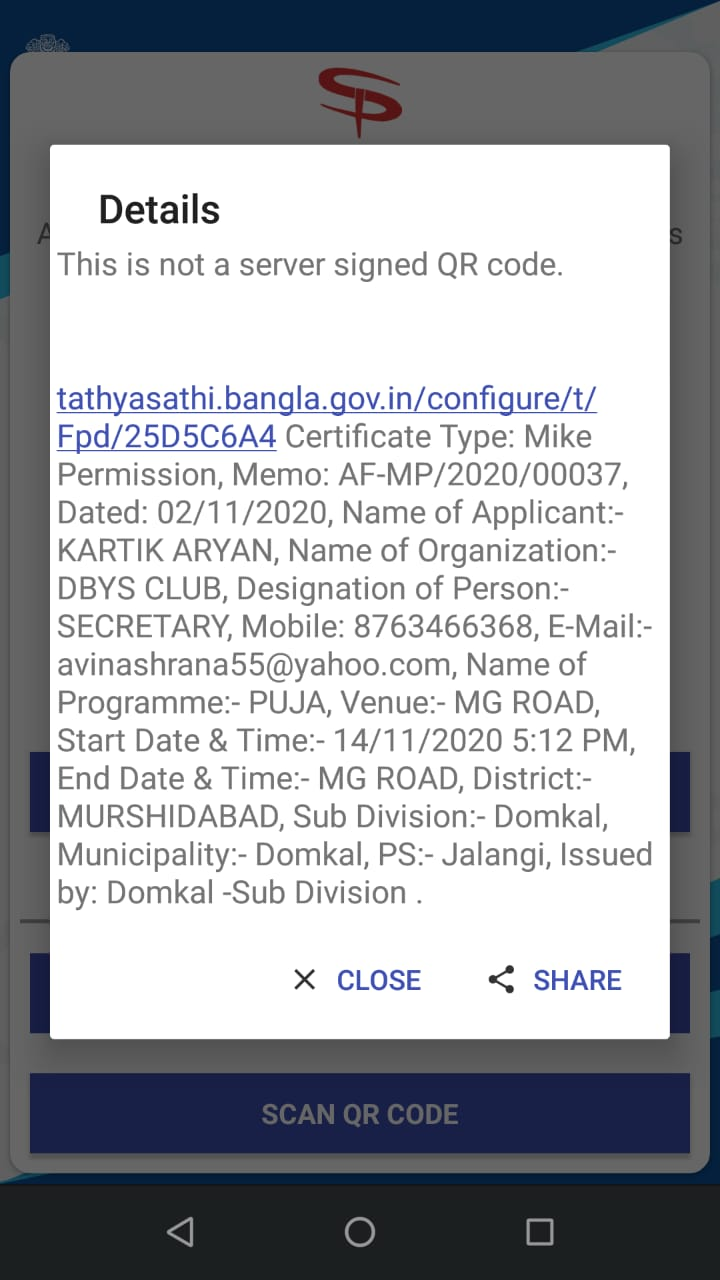 Details
This is not a server signed QR code.
tathyasathi.bangla.gov.in/configure/t/
Fpd/25D5C6A4 Certificate Type: Mike
Permission, Memo: AF-MP/2020/00037,
Dated: 02/11/2020, Name of Applicant:-
KARTIK ARYAN, Name of Organization:-
DBYS CLUB, Designation of Person:-
SECRETARY, Mobile: 8763466368, E-Mail:-
avinashrana55@yahoo.com, Name of
Programme:- PUJA, Venue:- MG ROAD,
Start Date & Time:- 14/11/2020 5:12 PM,
End Date & Time:- MG ROAD, District:-
MURSHIDABAD, Sub Division:- Domkal,
Municipality:- Domkal, PS:- Jalangi, Issued
by: Domkal -Sub Division .
CLOSE SHARE
SCAN QR CODE